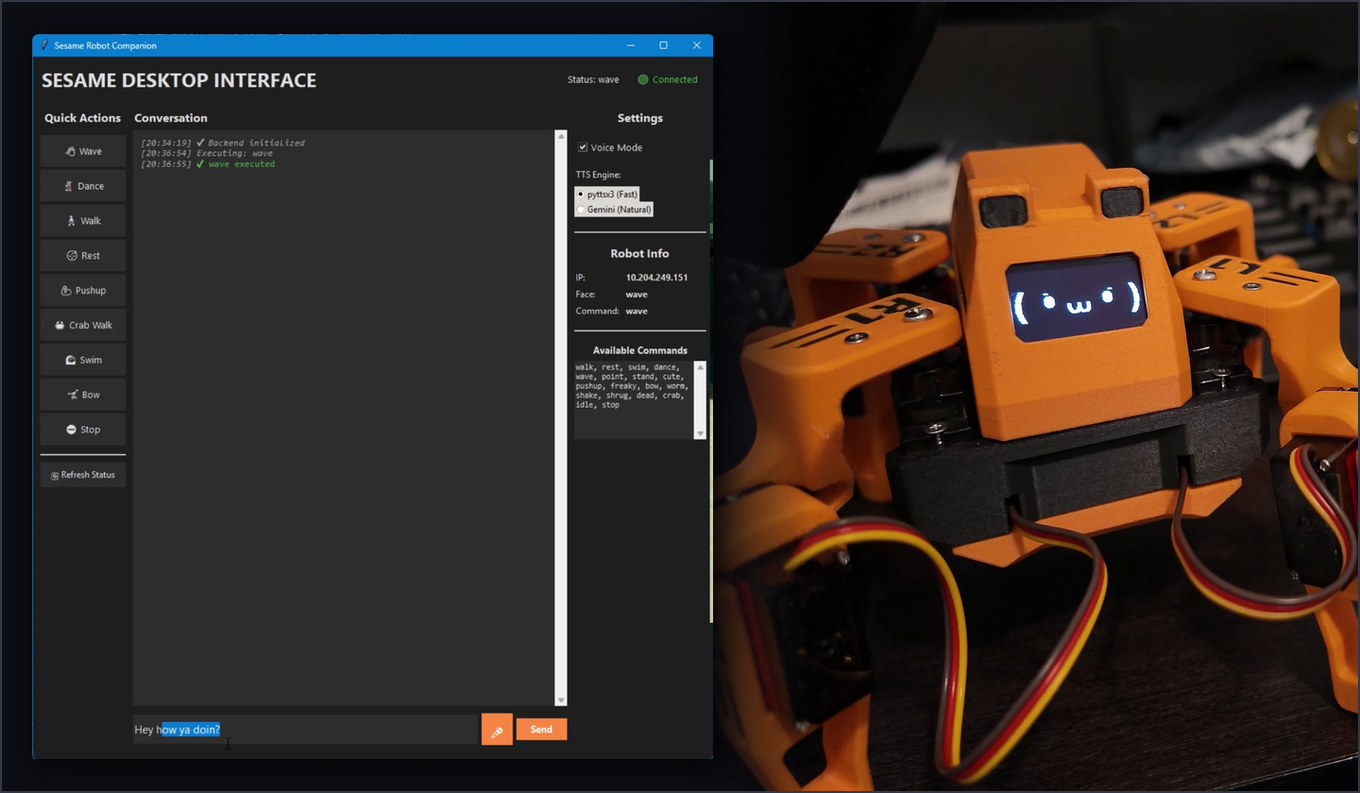 Sesame Robot Companion
SESAME DESKTOP INTERFACE
Status: wave
Connected
Quick Actions
Wave
Dance
Walk
Rest
Pushup
Crab Walk
Swim
Bow
Stop
Refresh Status
Conversation
[20:34:19] ✓ Backend initialized
[20:36:54] Executing: wave
[20:36:55] ✓ wave executed
Hey how ya doin?
Send
Settings
Voice Mode
TTS Engine:
pyttsx3 (Fast)
Gemini (Natural)
Robot Info
IP: 10.204.249.151
Face: wave
Command: wave
Available Commands
walk, rest, swim, dance,
wave, point, stand, cute,
pushup, freaky, bow, worm,
shake, shrug, dead, crab,
idle, stop
R2
R1
L1
(• ω •)